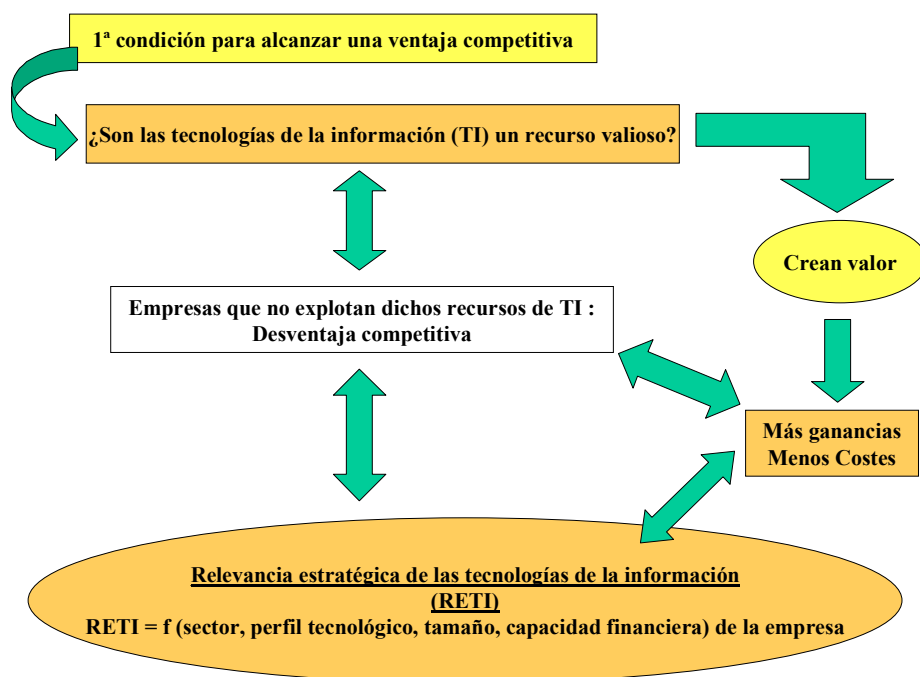 1ª condición para alcanzar una ventaja competitiva
¿Son las tecnologías de la información (TI) un recurso valioso?
Crean valor
Empresas que no explotan dichos recursos de TI :
Desventaja competitiva
Más ganancias
Menos Costes
Relevancia estratégica de las tecnologías de la información
(RETI)
RETI = f (sector, perfil tecnológico, tamaño, capacidad financiera) de la empresa